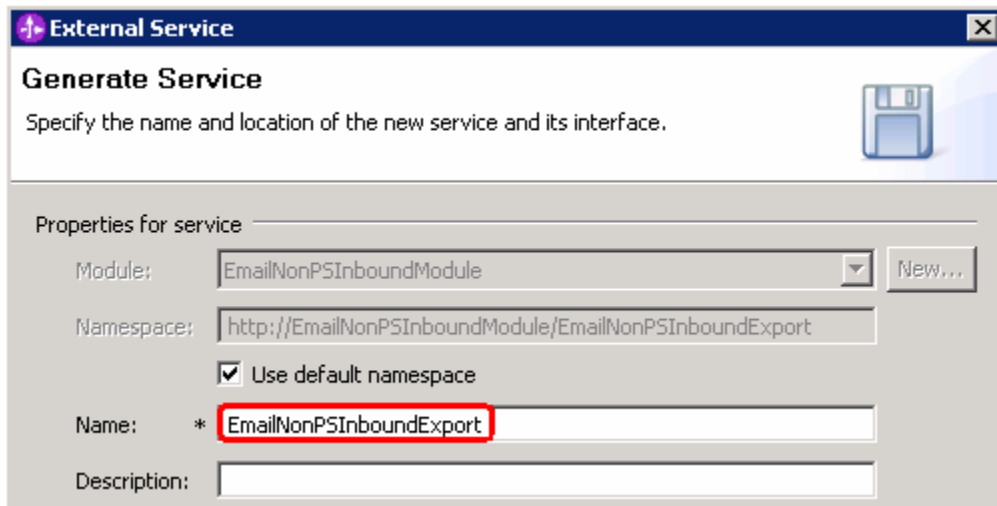 External Service
Generate Service
Specify the name and location of the new service and its interface.
Properties for service
Module: EmailNonPSInboundModule New...
Namespace: http://EmailNonPSInboundModule/EmailNonPSInboundExport
Use default namespace
Name: * EmailNonPSInboundExport
Description: